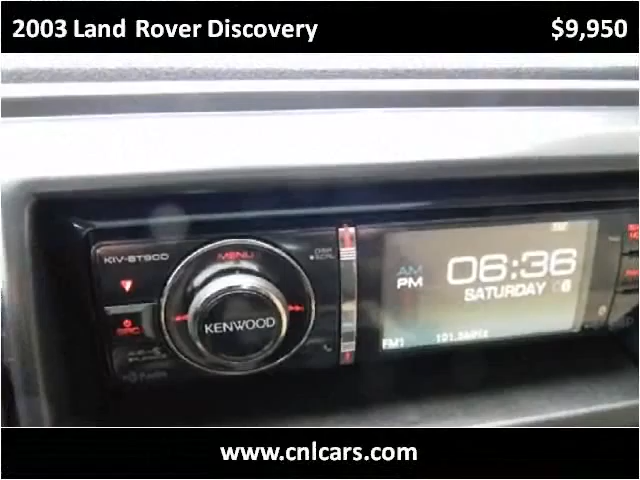 2003 Land Rover Discovery $9,950
KIV-BT900
MENU
SRC
KENWOOD
AM
PM
06:36
SATURDAY
FM1
www.cnlcars.com